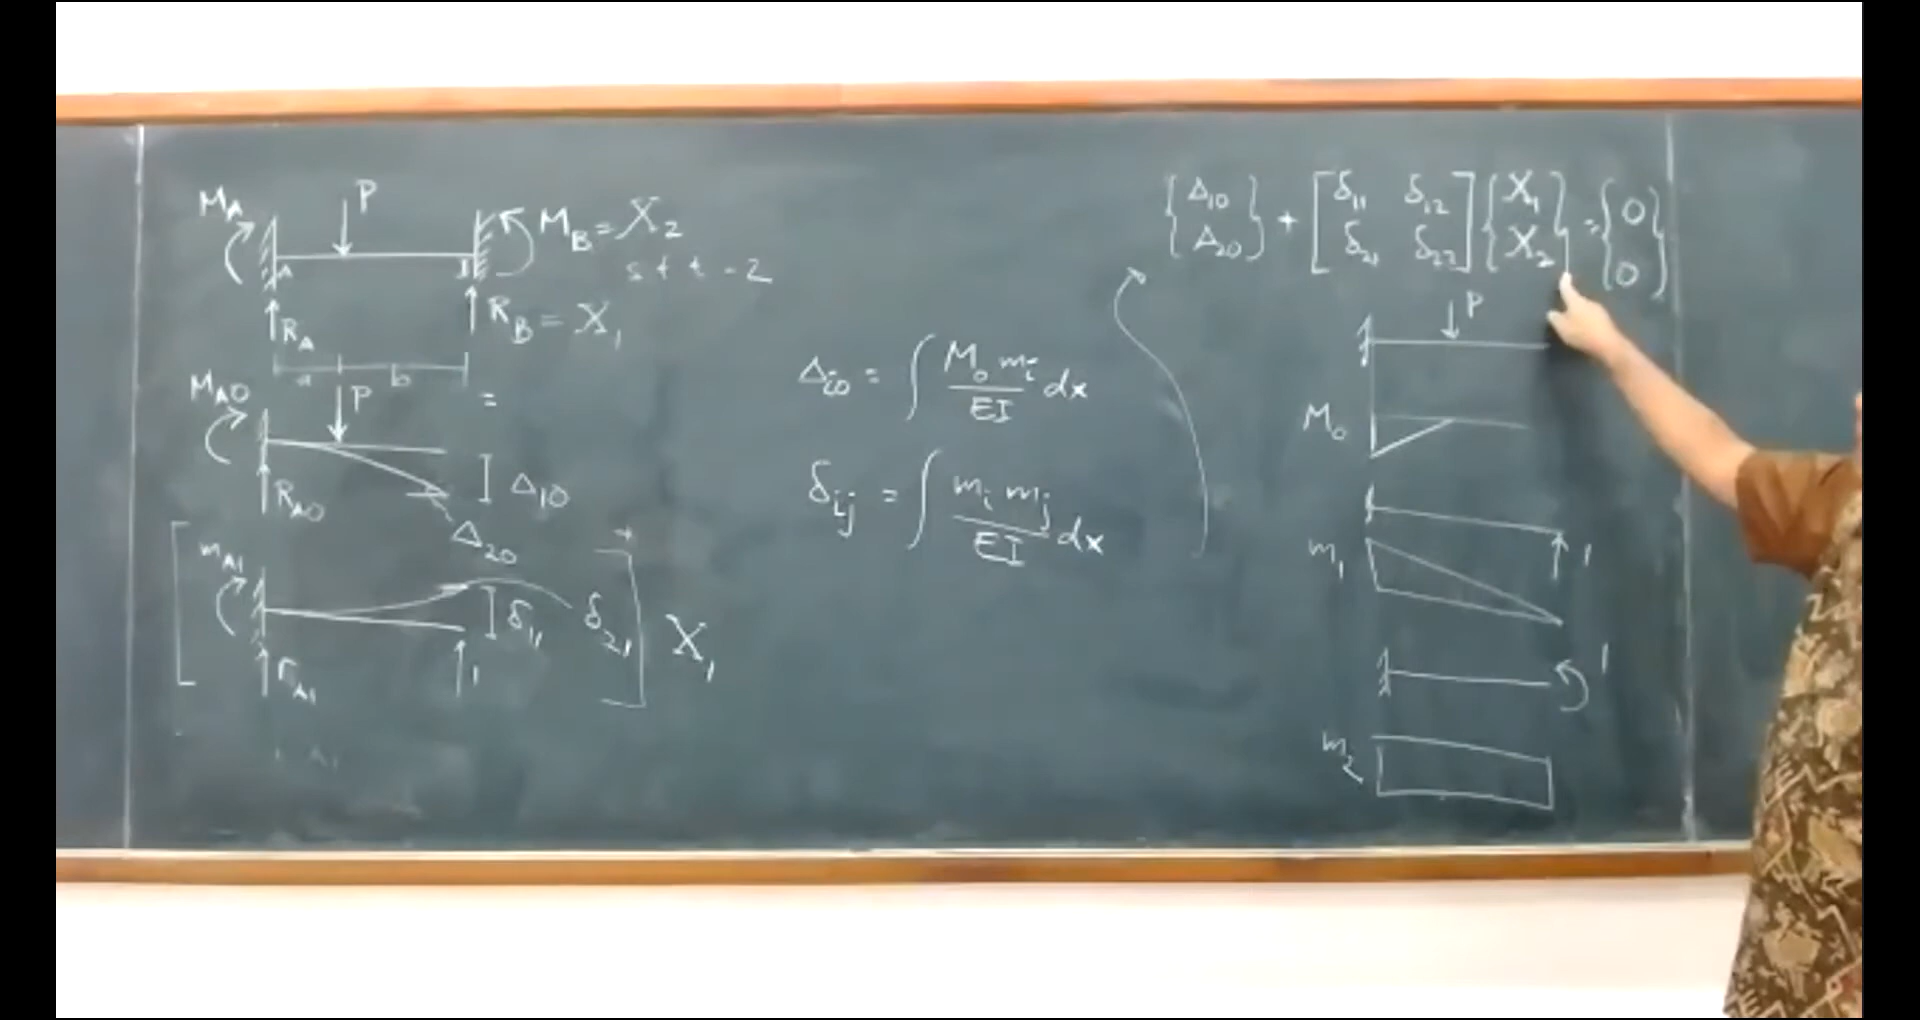 M_A P M_B = X_2
st t - 2
A
R_A R_B = X_1
a b
M_A0 P =
R_A0 Δ_10
Δ_20
+
m_A1 δ_11 δ_21 X_1
r_A1 1
Δ_i0 = ∫ M_0 m_i / EI dx
δ_ij = ∫ m_i m_j / EI dx
{Δ_10 Δ_20} + [δ_11 δ_12 δ_21 δ_22] {X_1 X_2} = {0 0}
P
M_0
1
m_1
1
m_2